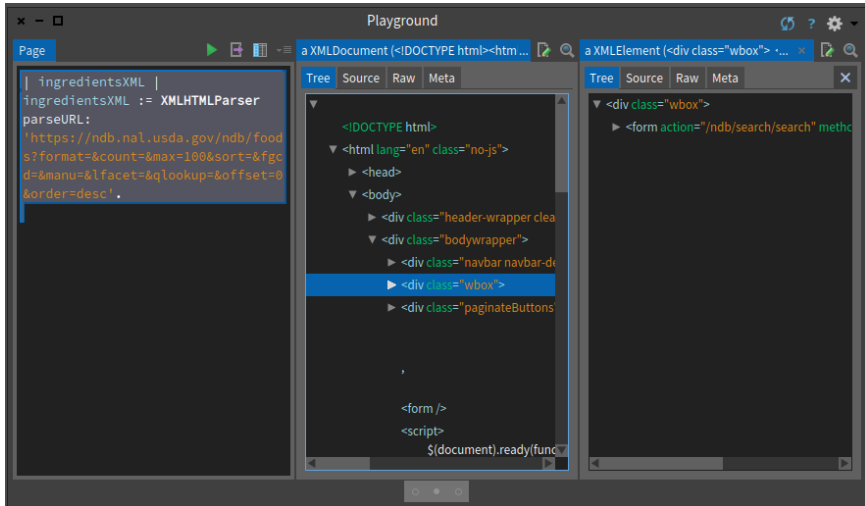 Playground
?
Page
a XMLDocument (<!DOCTYPE html><htm ...
a XMLElement (<div class="wbox"> ·...
Tree Source Raw Meta
Tree Source Raw Meta
| ingredientsXML |
ingredientsXML := XMLHTMLParser
parseURL:
'https://ndb.nal.usda.gov/ndb/food
s?format=&count=&max=100&sort=&fgc
d=&manu=&lfacet=&qlookup=&offset=0
&order=desc'.
<!DOCTYPE html>
<html lang="en" class="no-js">
<head>
<body>
<div class="header-wrapper clea
<div class="bodywrapper">
<div class="navbar navbar-de
<div class="wbox">
<div class="paginateButtons"
,
<form />
<script>
$(document).ready(func
<div class="wbox">
<form action="/ndb/search/search" metho